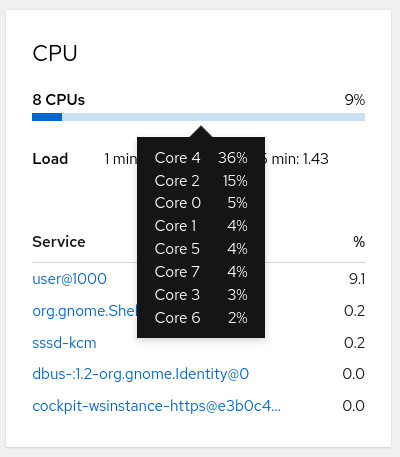 CPU
8 CPUs 9%
Load 1 min 5 min: 1.43
Core 4 36%
Core 2 15%
Core 0 5%
Core 1 4%
Core 5 4%
Core 7 4%
Core 3 3%
Core 6 2%
Service %
user@1000 9.1
org.gnome.Shel 0.2
sssd-kcm 0.2
dbus-:1.2-org.gnome.Identity@0 0.0
cockpit-wsinstance-https@e3b0c4... 0.0